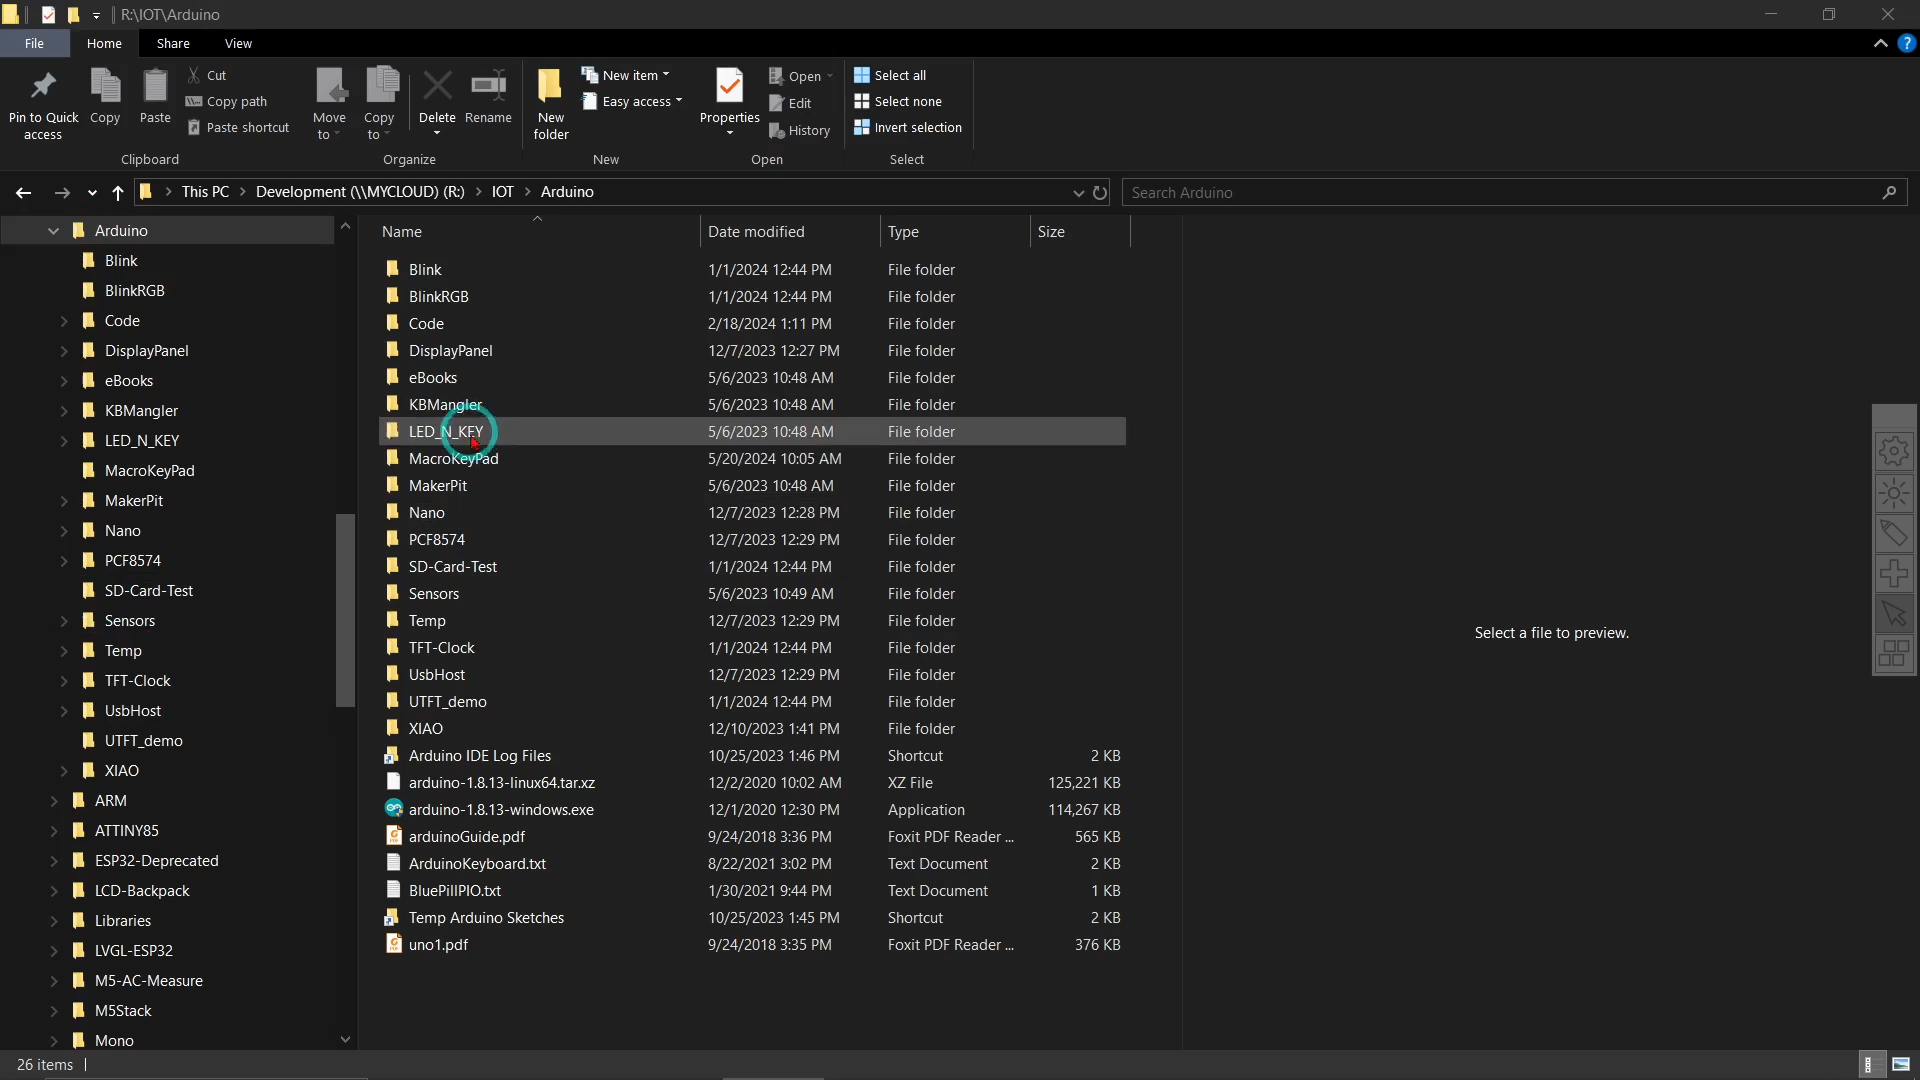 R:\IOT\Arduino
File
Home
Share
View
Pin to Quick
access
Copy
Paste
Cut
Copy path
Paste shortcut
Clipboard
Move
to
Copy
to
Delete
Rename
Organize
New
folder
New item
Easy access
New
Properties
Open
Edit
History
Open
Select all
Select none
Invert selection
Select
This PC > Development (\\MYCLOUD) (R:) > IOT > Arduino
Search Arduino
Arduino
Blink
BlinkRGB
Code
DisplayPanel
eBooks
KBMangler
LED_N_KEY
MacroKeyPad
MakerPit
Nano
PCF8574
SD-Card-Test
Sensors
Temp
TFT-Clock
UsbHost
UTFT_demo
XIAO
ARM
ATTINY85
ESP32-Deprecated
LCD-Backpack
Libraries
LVGL-ESP32
M5-AC-Measure
M5Stack
Mono
Name Date modified Type Size
Blink 1/1/2024 12:44 PM File folder
BlinkRGB 1/1/2024 12:44 PM File folder
Code 2/18/2024 1:11 PM File folder
DisplayPanel 12/7/2023 12:27 PM File folder
eBooks 5/6/2023 10:48 AM File folder
KBMangler 5/6/2023 10:48 AM File folder
LED_N_KEY 5/6/2023 10:48 AM File folder
MacroKeyPad 5/20/2024 10:05 AM File folder
MakerPit 5/6/2023 10:48 AM File folder
Nano 12/7/2023 12:28 PM File folder
PCF8574 12/7/2023 12:29 PM File folder
SD-Card-Test 1/1/2024 12:44 PM File folder
Sensors 5/6/2023 10:49 AM File folder
Temp 12/7/2023 12:29 PM File folder
TFT-Clock 1/1/2024 12:44 PM File folder
UsbHost 12/7/2023 12:29 PM File folder
UTFT_demo 1/1/2024 12:44 PM File folder
XIAO 12/10/2023 1:41 PM File folder
Arduino IDE Log Files 10/25/2023 1:46 PM Shortcut 2 KB
arduino-1.8.13-linux64.tar.xz 12/2/2020 10:02 AM XZ File 125,221 KB
arduino-1.8.13-windows.exe 12/1/2020 12:30 PM Application 114,267 KB
arduinoGuide.pdf 9/24/2018 3:36 PM Foxit PDF Reader ... 565 KB
ArduinoKeyboard.txt 8/22/2021 3:02 PM Text Document 2 KB
BluePillPIO.txt 1/30/2021 9:44 PM Text Document 1 KB
Temp Arduino Sketches 10/25/2023 1:45 PM Shortcut 2 KB
uno1.pdf 9/24/2018 3:35 PM Foxit PDF Reader ... 376 KB
Select a file to preview.
26 items